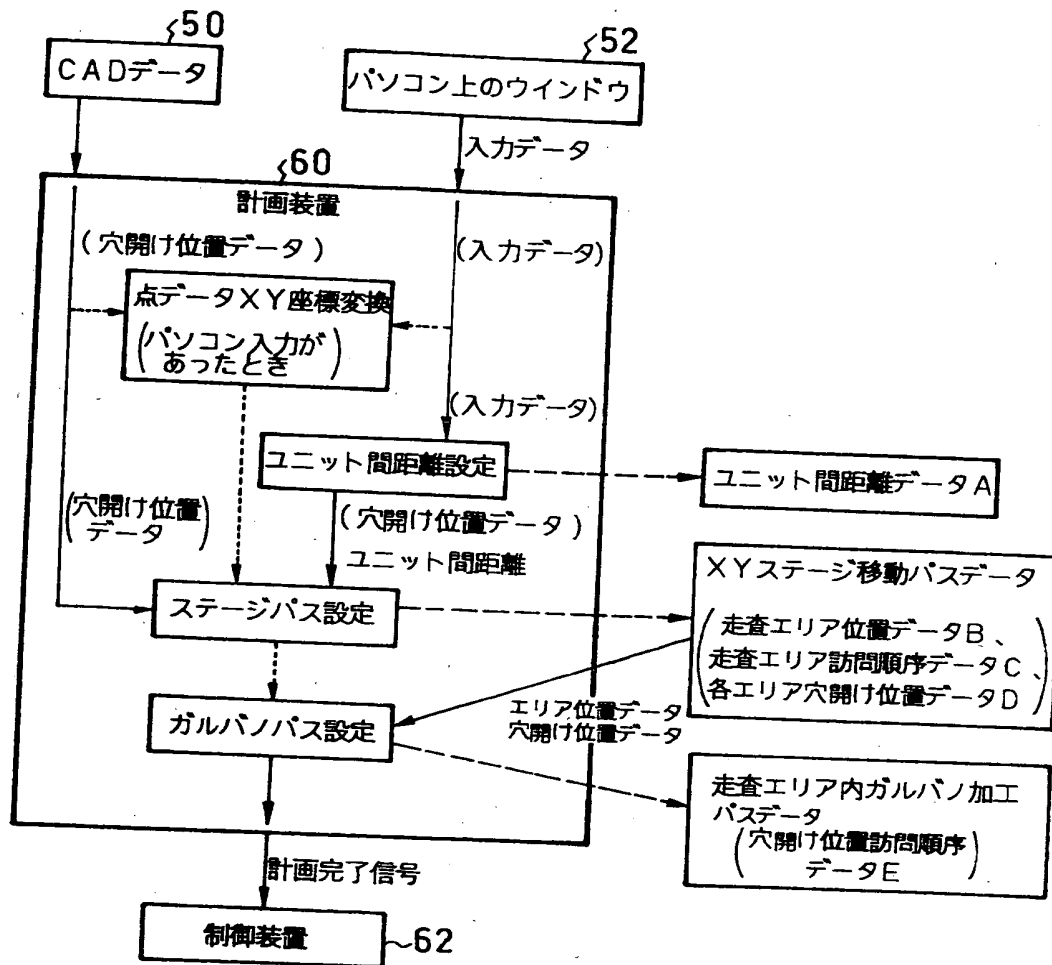 50
CADデータ
52
パソコン上のウインドウ
入力データ
60
計画装置
(穴開け位置データ)
(入力データ)
点データXY座標変換
(パソコン入力が
あったとき)
(入力データ)
ユニット間距離設定
ユニット間距離データA
(穴開け位置
データ)
(穴開け位置データ)
ユニット間距離
XYステージ移動パスデータ
(走査エリア位置データB、
走査エリア訪問順序データC、
各エリア穴開け位置データD)
ステージパス設定
エリア位置データ
穴開け位置データ
ガルバノパス設定
走査エリア内ガルバノ加工
パスデータ
(穴開け位置訪問順序
データE)
計画完了信号
制御装置
62